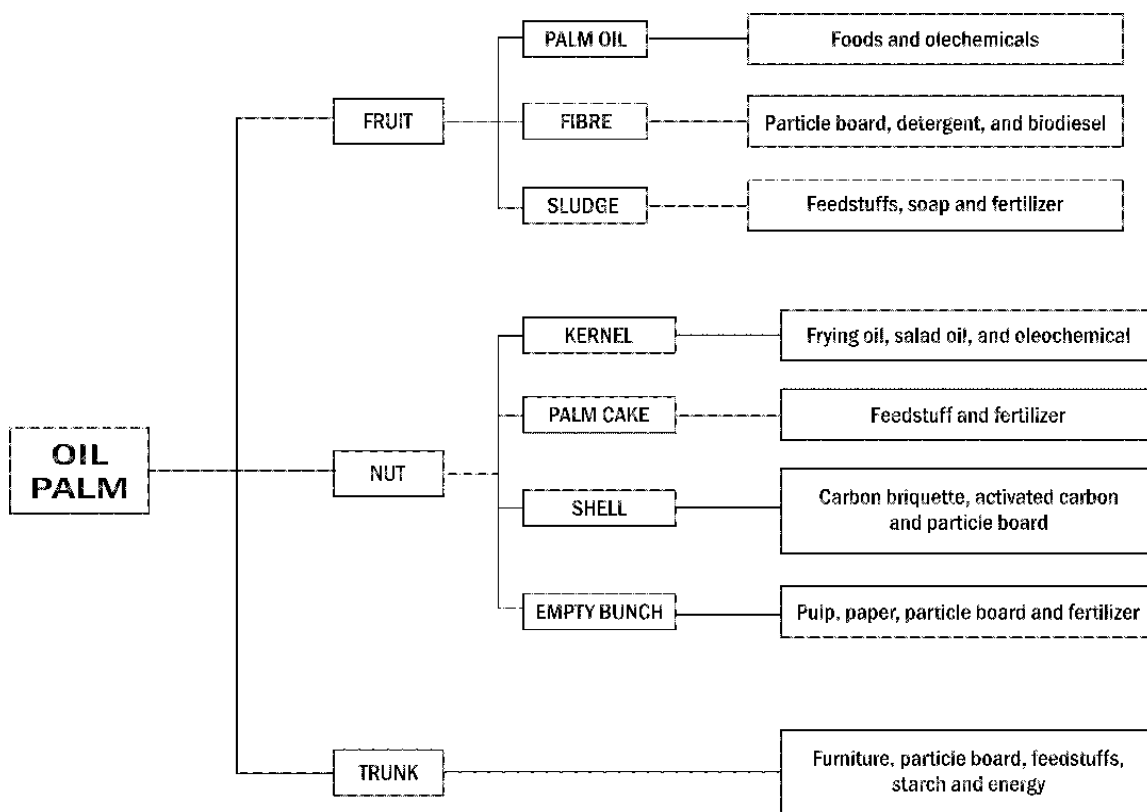 PALM OIL
Foods and olechemicals
FRUIT
FIBRE
Particle board, detergent, and biodiesel
SLUDGE
Feedstuffs, soap and fertilizer
KERNEL
Frying oil, salad oil, and oleochemical
PALM CAKE
Feedstuff and fertilizer
OIL
PALM
NUT
SHELL
Carbon briquette, activated carbon
and particle board
EMPTY BUNCH
Pulp, paper, particle board and fertilizer
TRUNK
Furniture, particle board, feedstuffs,
starch and energy